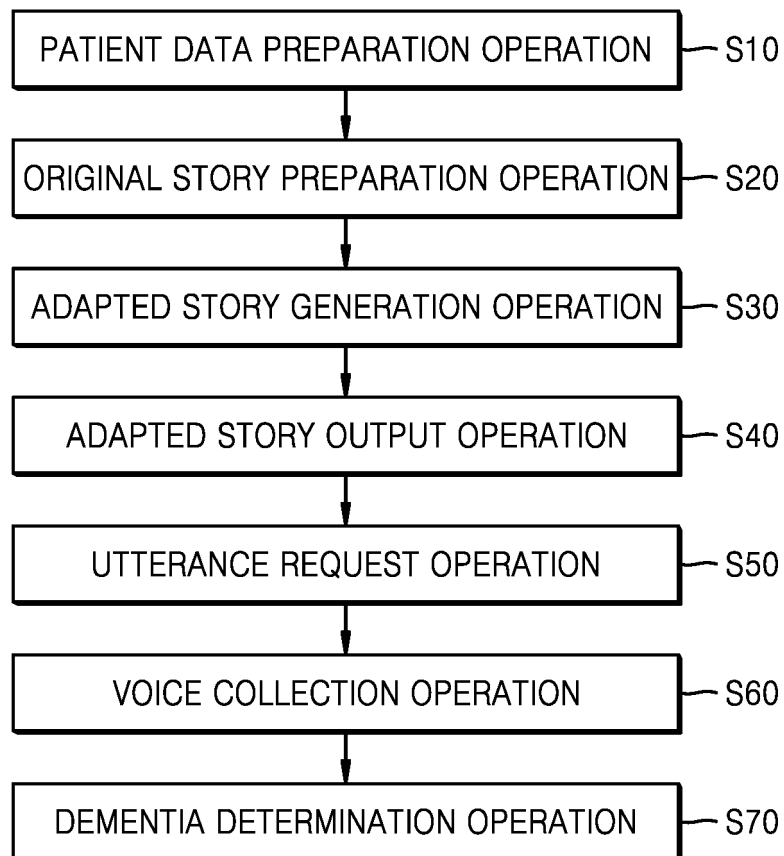 PATIENT DATA PREPARATION OPERATION S10
ORIGINAL STORY PREPARATION OPERATION S20
ADAPTED STORY GENERATION OPERATION S30
ADAPTED STORY OUTPUT OPERATION S40
UTTERANCE REQUEST OPERATION S50
VOICE COLLECTION OPERATION S60
DEMENTIA DETERMINATION OPERATION S70